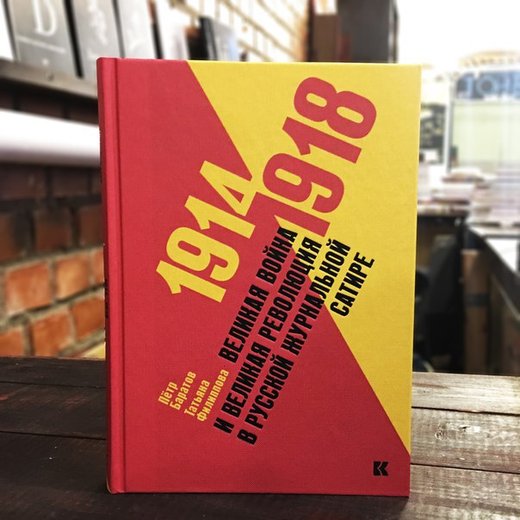 1914
1918
ВЕЛИКАЯ ВОЙНА
И ВЕЛИКАЯ РЕВОЛЮЦИЯ
В РУССКОЙ ЖУРНАЛЬНОЙ
САТИРЕ
Пётр
Баратов
Татьяна
Филиппова
К